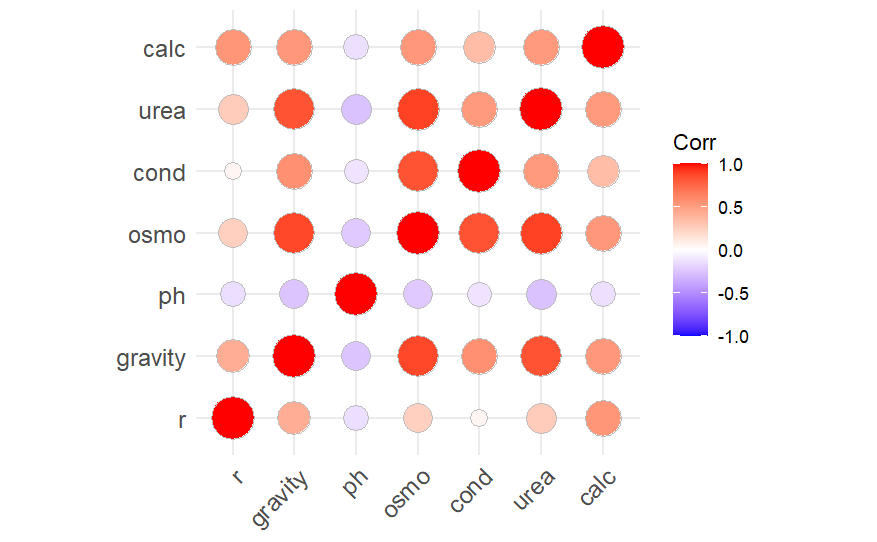 calc
urea
cond
osmo
ph
gravity
r
r
gravity
ph
osmo
cond
urea
calc
Corr
1.0
0.5
0.0
-0.5
-1.0